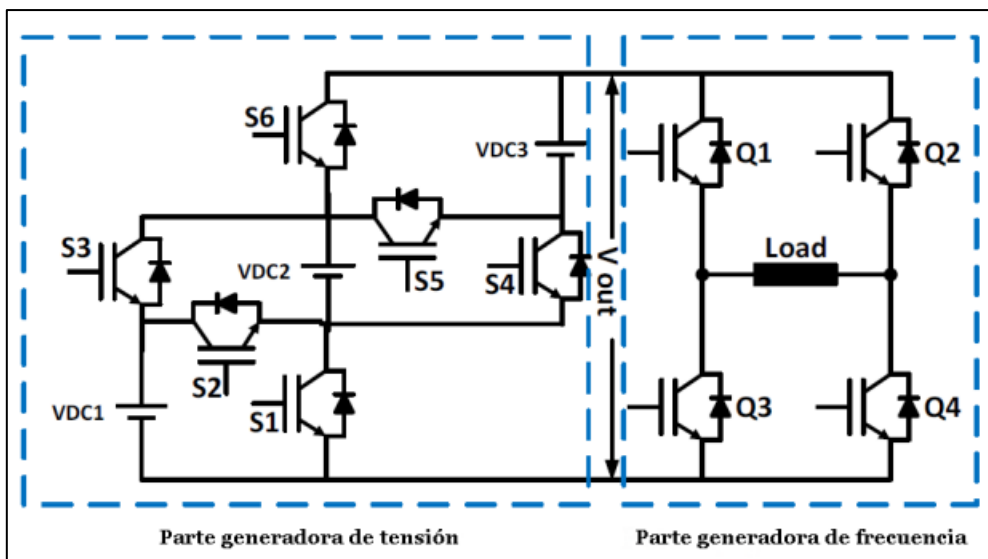 S6
VDC3
Q1
Q2
S3
S5
VDC2
S4
Load
V out
S2
VDC1
S1
Q3
Q4
Parte generadora de tensión
Parte generadora de frecuencia